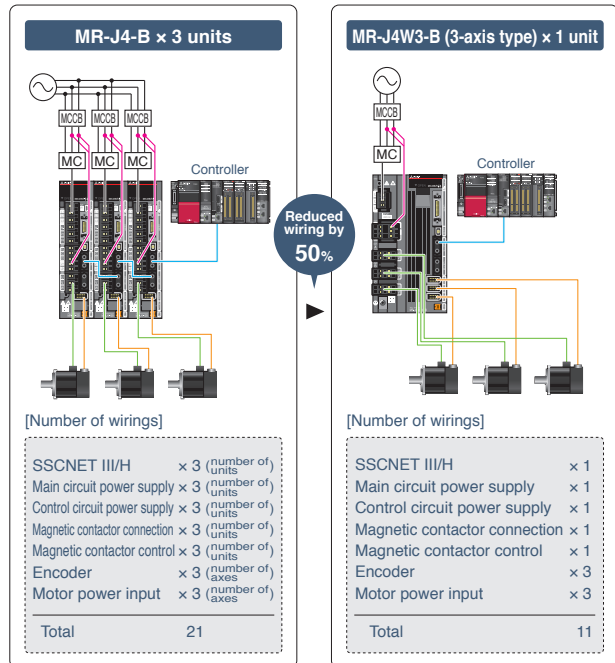 MR-J4-B × 3 units
MCCB MCCB MCCB
MC MC MC
Controller
[Number of wirings]
SSCNET III/H × 3 (number of units)
Main circuit power supply × 3 (number of units)
Control circuit power supply × 3 (number of units)
Magnetic contactor connection × 3 (number of units)
Magnetic contactor control × 3 (number of units)
Encoder × 3 (number of axes)
Motor power input × 3 (number of axes)
Total 21
Reduced
wiring by
50%
MR-J4W3-B (3-axis type) × 1 unit
MCCB
MC
Controller
[Number of wirings]
SSCNET III/H × 1
Main circuit power supply × 1
Control circuit power supply × 1
Magnetic contactor connection × 1
Magnetic contactor control × 1
Encoder × 3
Motor power input × 3
Total 11